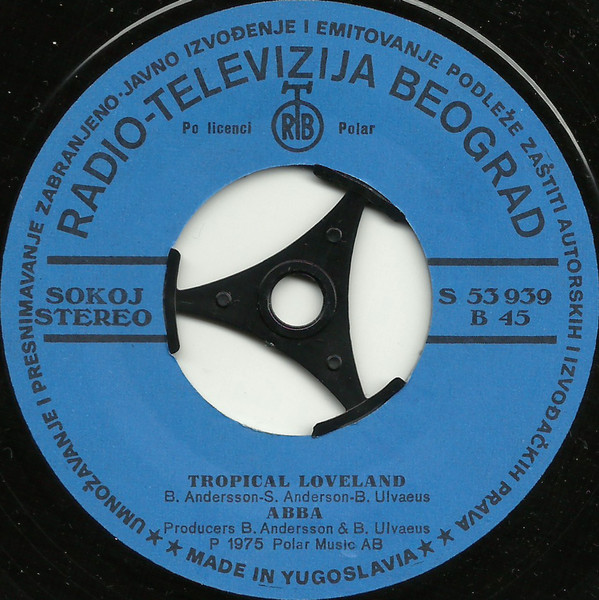 UMNOŽAVANJE I PRESNIMAVANJE ZABRANJENO·JAVNO IZVOĐENJE I EMITOVANJE PODLEŽE ZAŠTITI AUTORSKIH I IZVOĐAČKIH PRAVA
RADIO-TELEVIZIJA BEOGRAD
Po licenci RTB Polar
SOKOJ S 53 939
STEREO B 45
TROPICAL LOVELAND
B. Andersson-S. Anderson-B. Ulvaeus
ABBA
Producers B. Andersson & B. Ulvaeus
P 1975 Polar Music AB
★★★ MADE IN YUGOSLAVIA ★★★